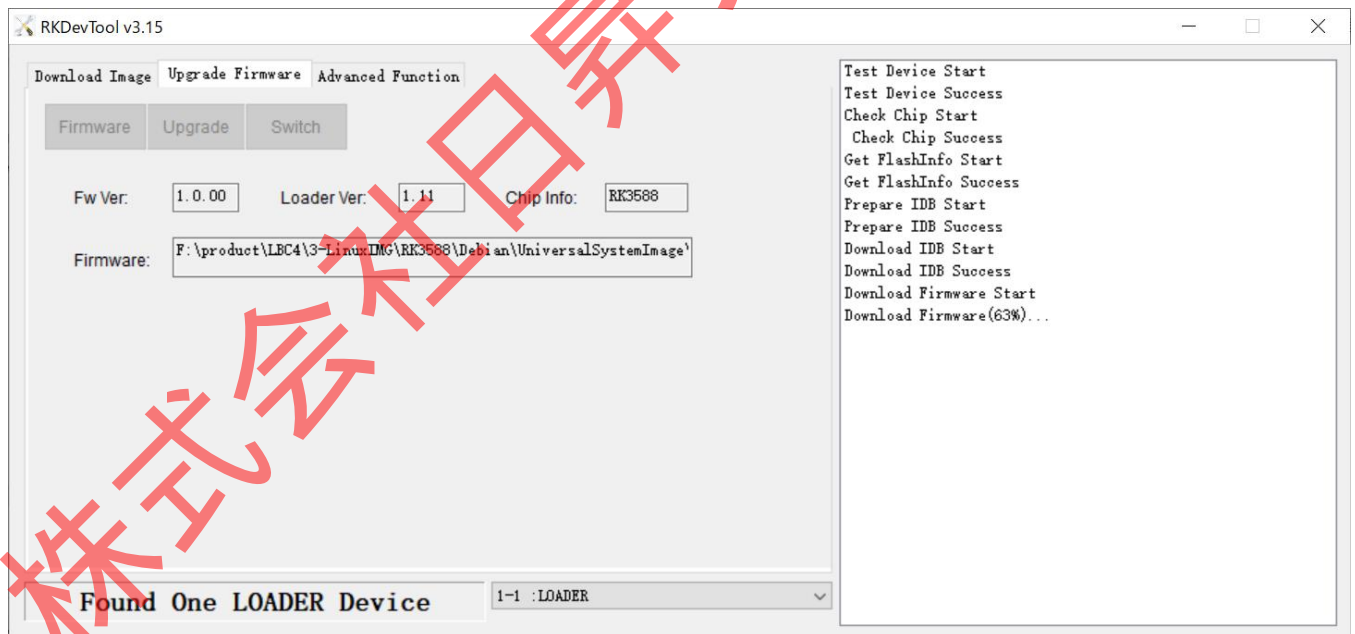 RKDevTool v3.15
Download Image Upgrade Firmware Advanced Function
Firmware Upgrade Switch
Fw Ver: 1.0.00 Loader Ver: 1.11 Chip Info: RK3588
Firmware: F:\product\LBC4\3-LinuxIMG\RK3588\Debian\UniversalSystemImage\
Found One LOADER Device
1-1 :LOADER
Test Device Start
Test Device Success
Check Chip Start
Check Chip Success
Get FlashInfo Start
Get FlashInfo Success
Prepare IDB Start
Prepare IDB Success
Download IDB Start
Download IDB Success
Download Firmware Start
Download Firmware(63%)...
株式会社日昇